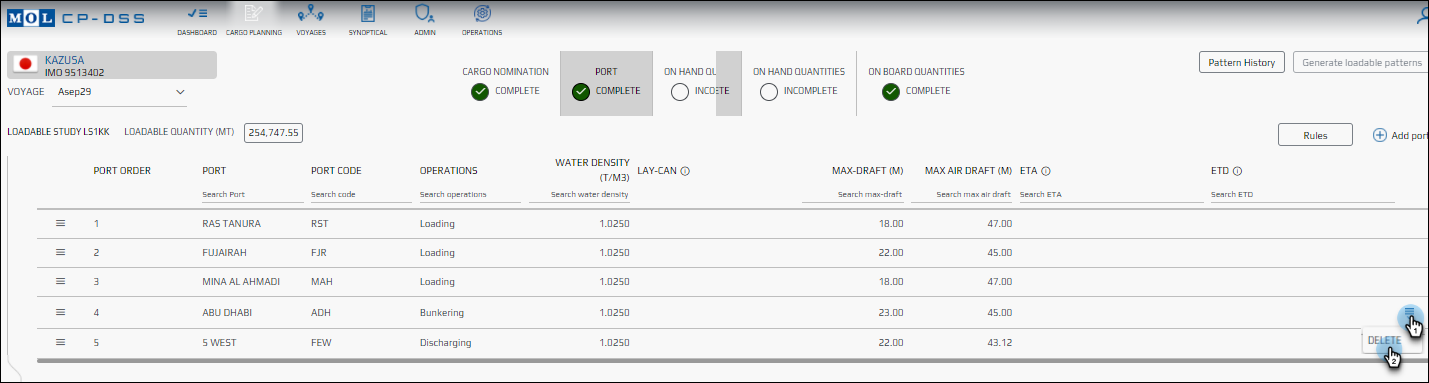 MOL CP-DSS
DASHBOARD CARGO PLANNING VOYAGES SYNOPTICAL ADMIN OPERATIONS
KAZUSA
IMO 9513402
VOYAGE Asep29
CARGO NOMINATION PORT ON HAND QU ON HAND QUANTITIES ON BOARD QUANTITIES
COMPLETE COMPLETE INCO ETE INCOMPLETE COMPLETE
Pattern History Generate loadable patterns
LOADABLE STUDY LS1KK LOADABLE QUANTITY (MT) 254,747.55
Rules Add port
PORT ORDER PORT PORT CODE OPERATIONS WATER DENSITY (T/M3) LAY-CAN MAX-DRAFT (M) MAX AIR DRAFT (M) ETA ETD
Search Port Search code Search operations Search water density Search max-draft Search max air draft Search ETA Search ETD
1 RAS TANURA RST Loading 1.0250 18.00 47.00
2 FUJAIRAH FJR Loading 1.0250 22.00 45.00
3 MINA AL AHMADI MAH Loading 1.0250 18.00 47.00
4 ABU DHABI ADH Bunkering 1.0250 23.00 45.00
1
5 5 WEST FEW Discharging 1.0250 22.00 43.12
DELETE
2